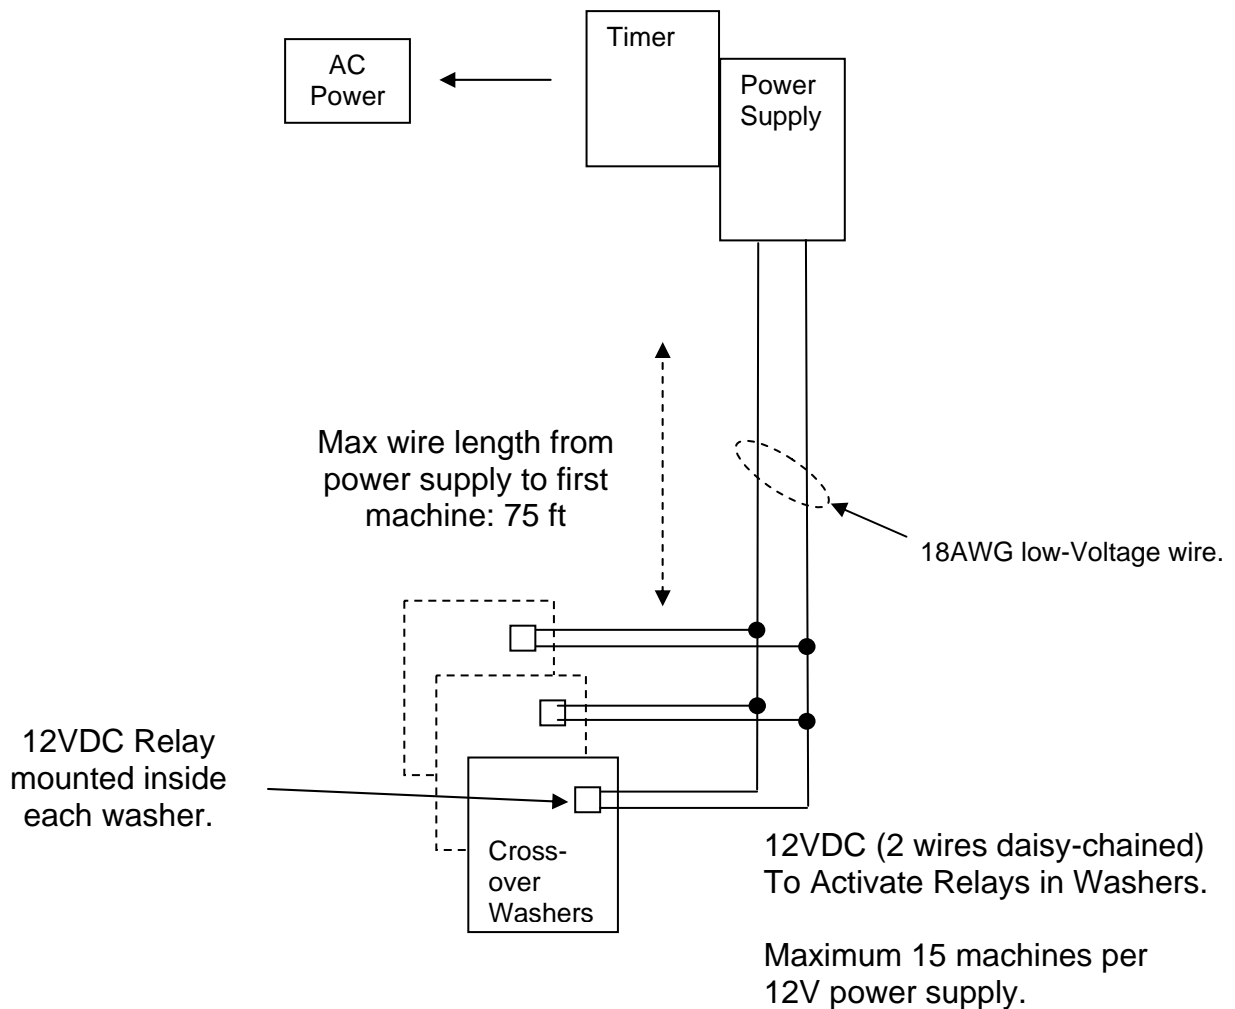 Timer
AC
Power
Power
Supply
Max wire length from
power supply to first
machine: 75 ft
18AWG low-Voltage wire.
12VDC Relay
mounted inside
each washer.
Cross-
over
Washers
12VDC (2 wires daisy-chained)
To Activate Relays in Washers.
Maximum 15 machines per
12V power supply.